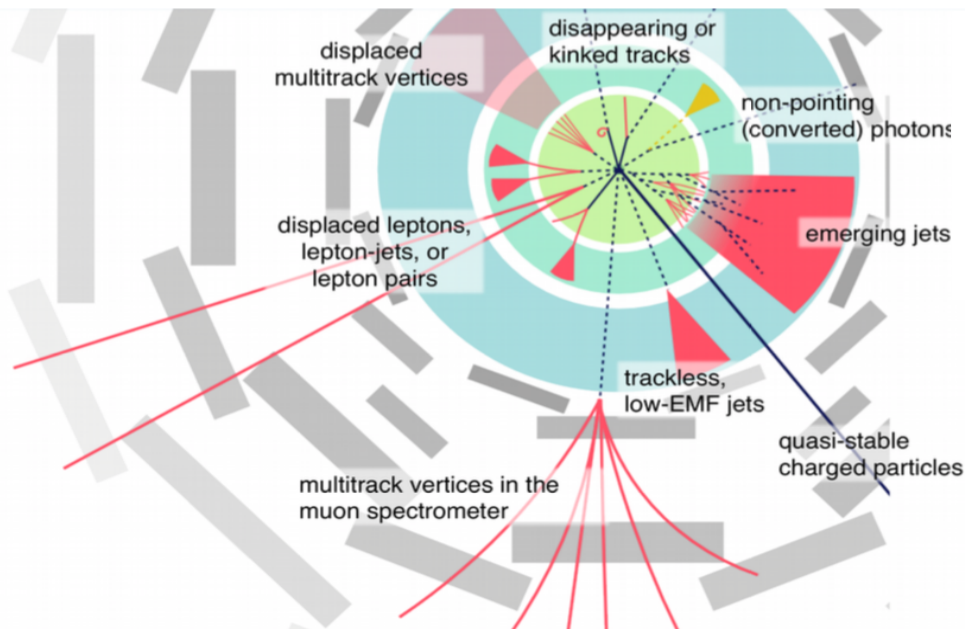 displaced
multitrack vertices
disappearing or
kinked tracks
non-pointing
(converted) photons
displaced leptons,
lepton-jets, or
lepton pairs
emerging jets
trackless,
low-EMF jets
quasi-stable
charged particles
multitrack vertices in the
muon spectrometer